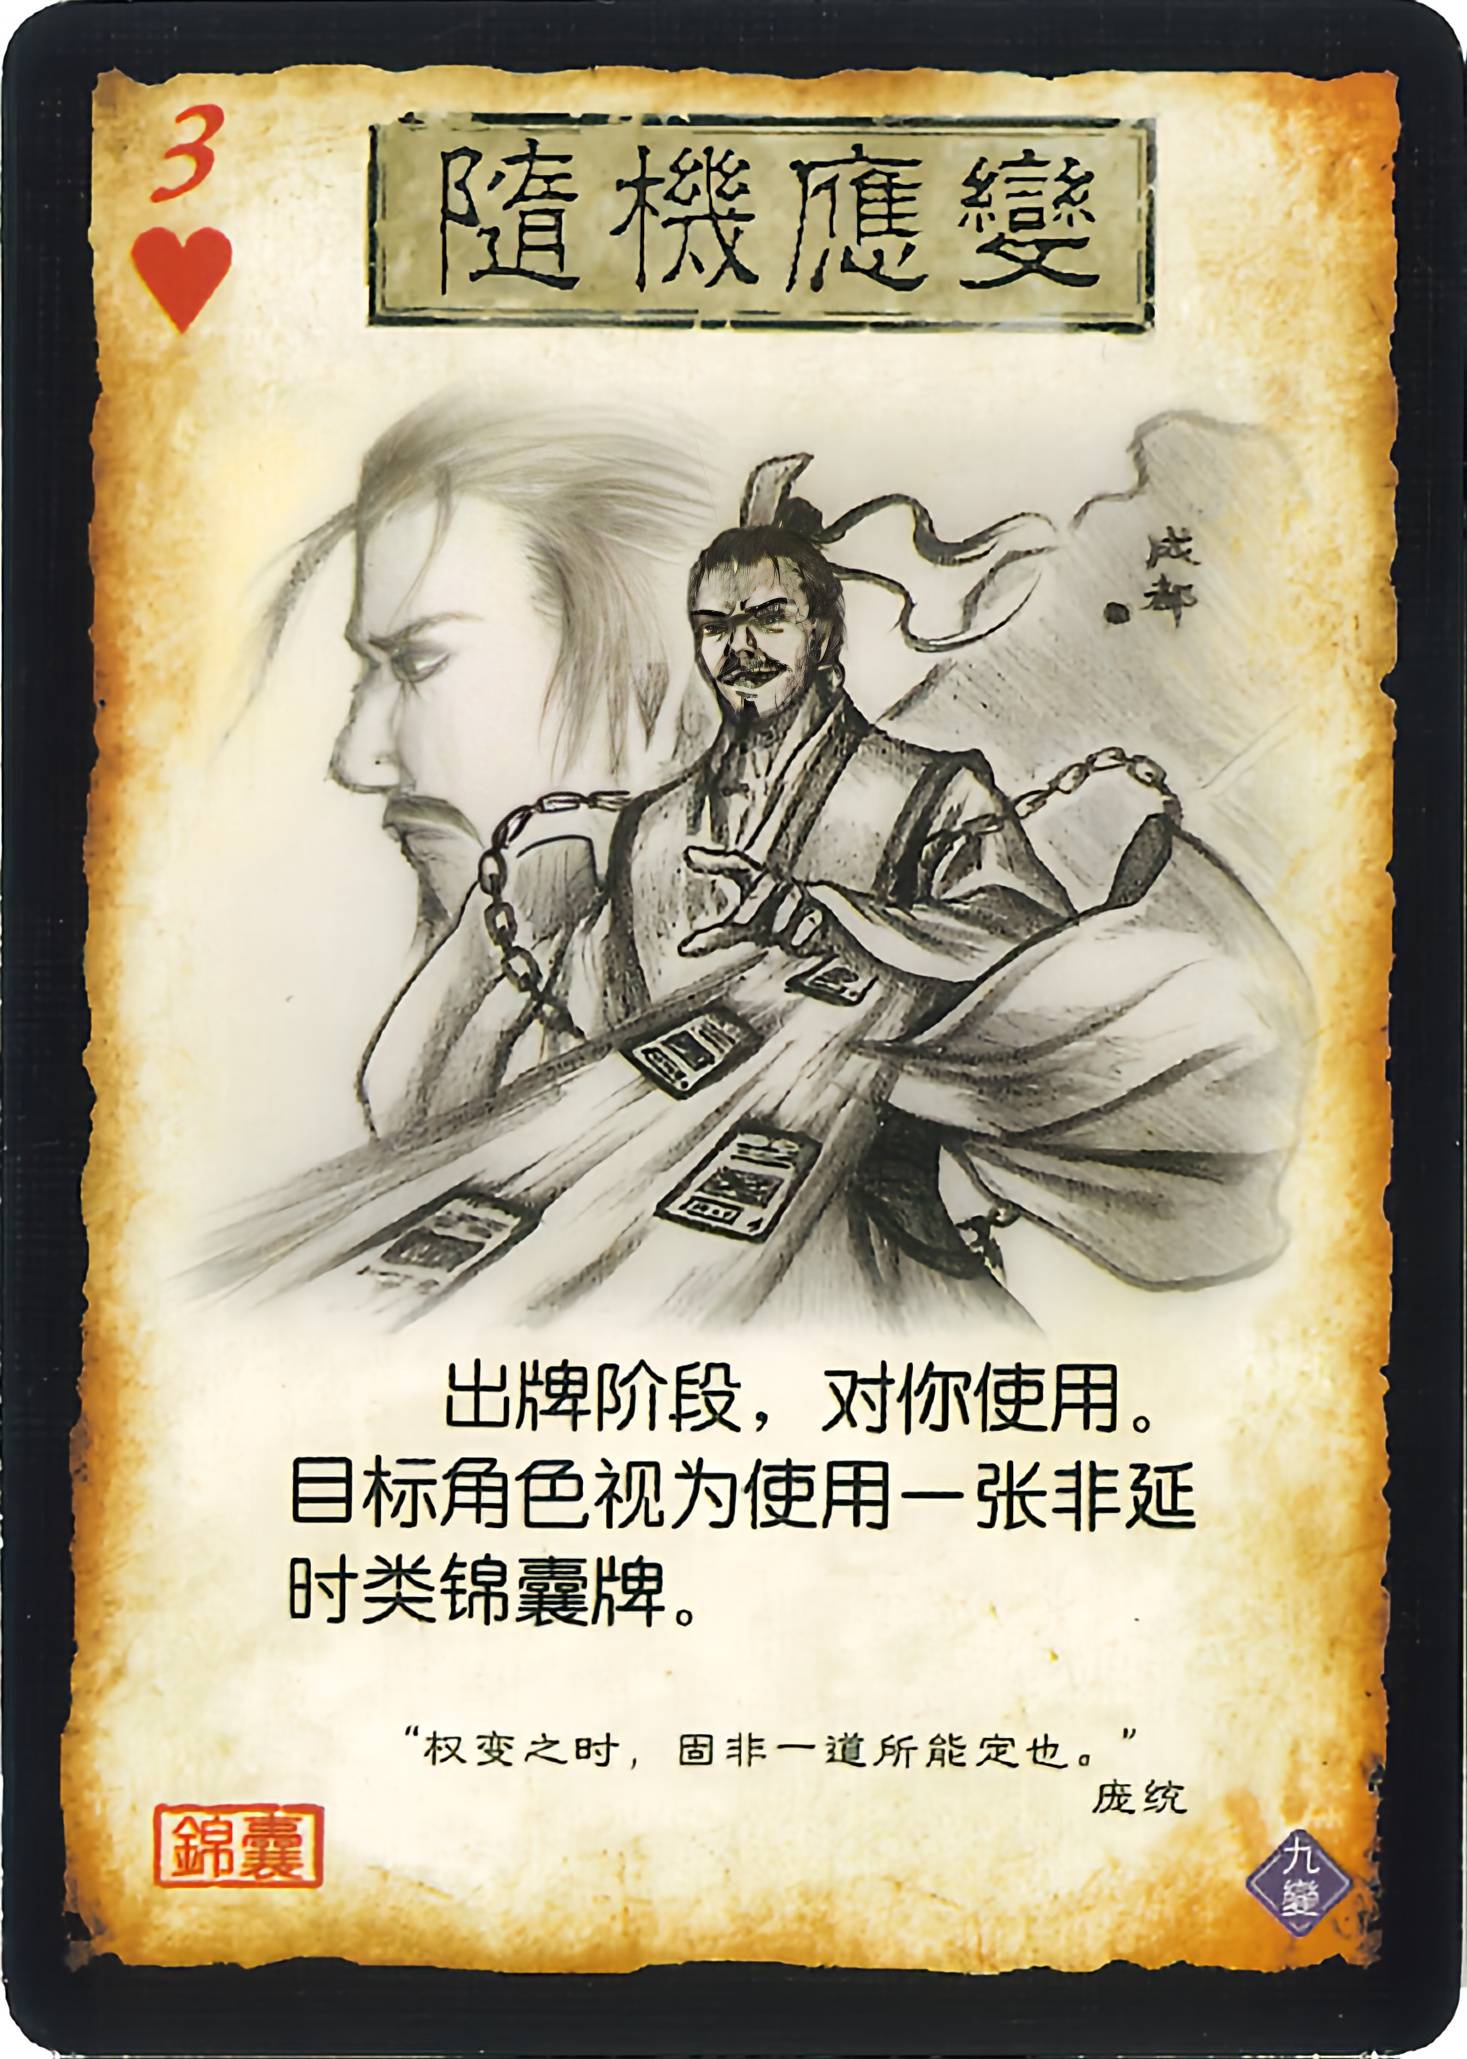 3
隨機應變
成都
出牌阶段，对你使用。
目标角色视为使用一张非延
时类锦囊牌。
“权变之时，固非一道所能定也。”
庞统
錦囊
九變